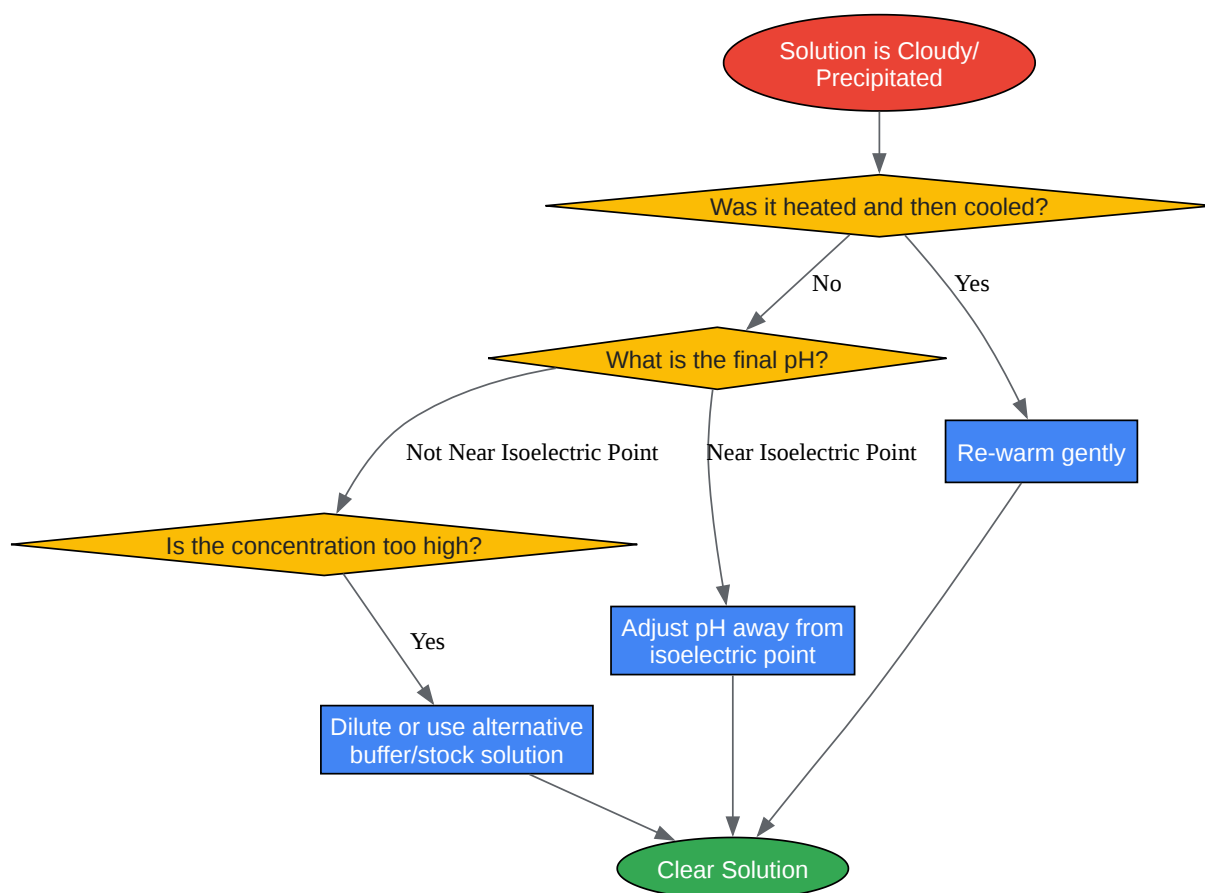 Solution is Cloudy/
Precipitated
Was it heated and then cooled?
No
Yes
What is the final pH?
Not Near Isoelectric Point
Near Isoelectric Point
Re-warm gently
Is the concentration too high?
Adjust pH away from
isoelectric point
Yes
Dilute or use alternative
buffer/stock solution
Clear Solution